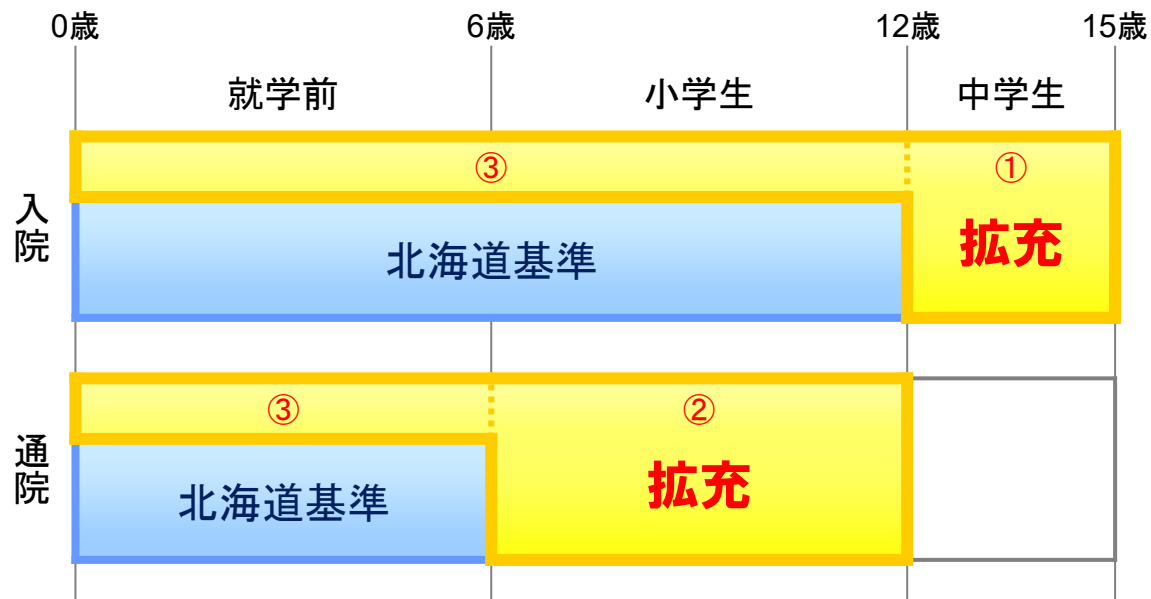 0歳 6歳 12歳 15歳
就学前 小学生 中学生
③ ①
入院
北海道基準
拡充
③ ②
通院
北海道基準
拡充